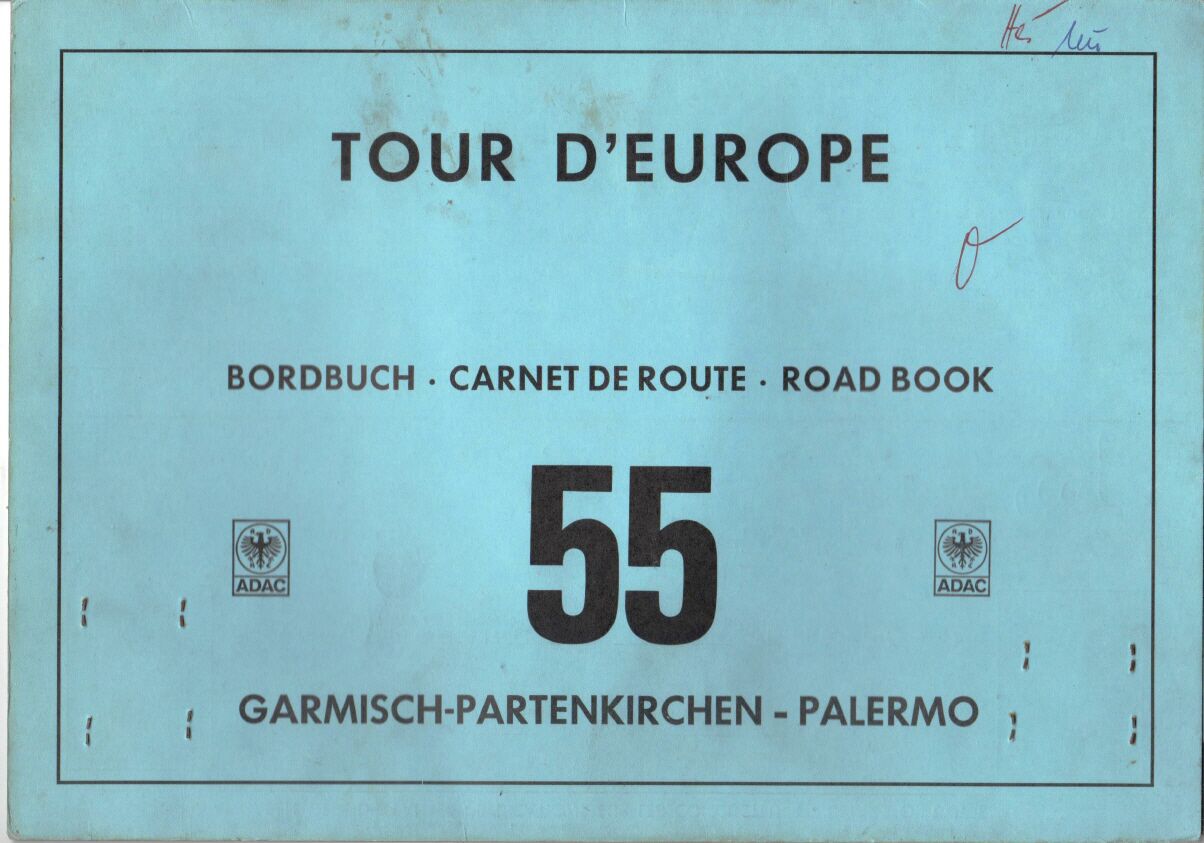 TOUR D'EUROPE
BORDBUCH · CARNET DE ROUTE · ROAD BOOK
55
ADAC
ADAC
GARMISCH-PARTENKIRCHEN - PALERMO